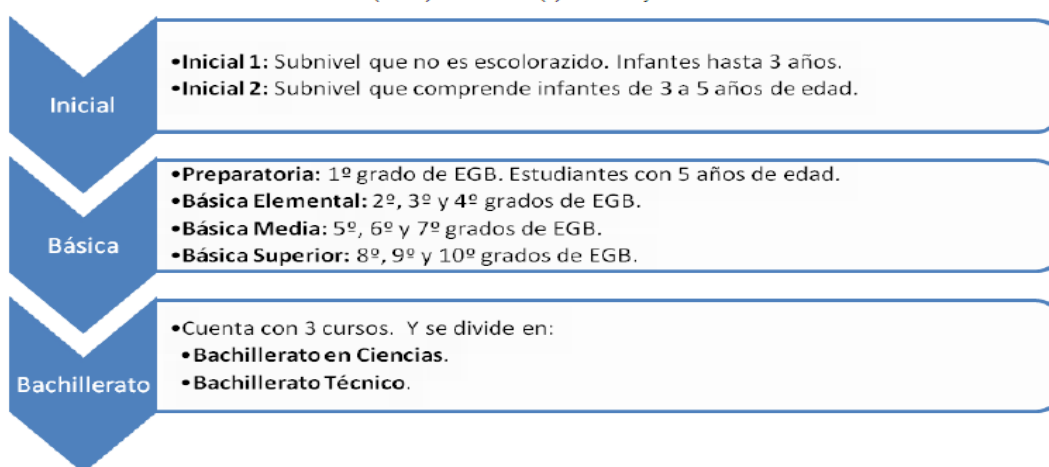 Inicial
•Inicial 1: Subnivel que no es escolorazido. Infantes hasta 3 años.
•Inicial 2: Subnivel que comprende infantes de 3 a 5 años de edad.
Básica
•Preparatoria: 1º grado de EGB. Estudiantes con 5 años de edad.
•Básica Elemental: 2º, 3º y 4º grados de EGB.
•Básica Media: 5º, 6º y 7º grados de EGB.
•Básica Superior: 8º, 9º y 10º grados de EGB.
Bachillerato
•Cuenta con 3 cursos. Y se divide en:
•Bachillerato en Ciencias.
•Bachillerato Técnico.